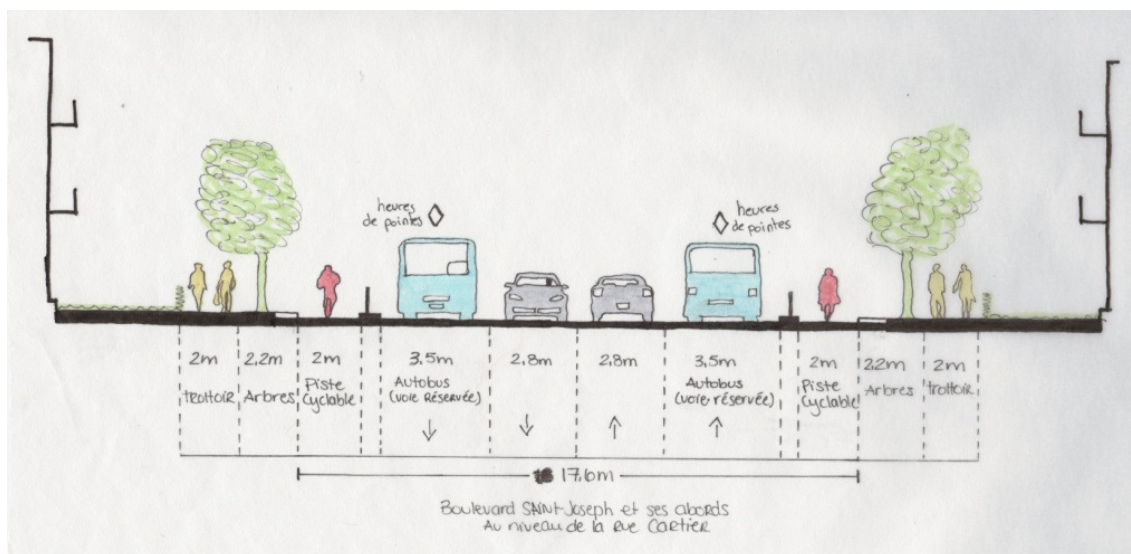 heures
de pointes
heures
de pointes
2m
2.2m
2m
3.5m
2.8m
2.8m
3.5m
2m
2.2m
2m
trottoir
Arbres
Piste
Cyclable
Autobus
(voie Réservée)
Autobus
(voie réservée)
Piste
Cyclable
Arbres
trottoir
17.6m
Boulevard SAINT-Joseph et ses abords
Au niveau de la Rue Cartier